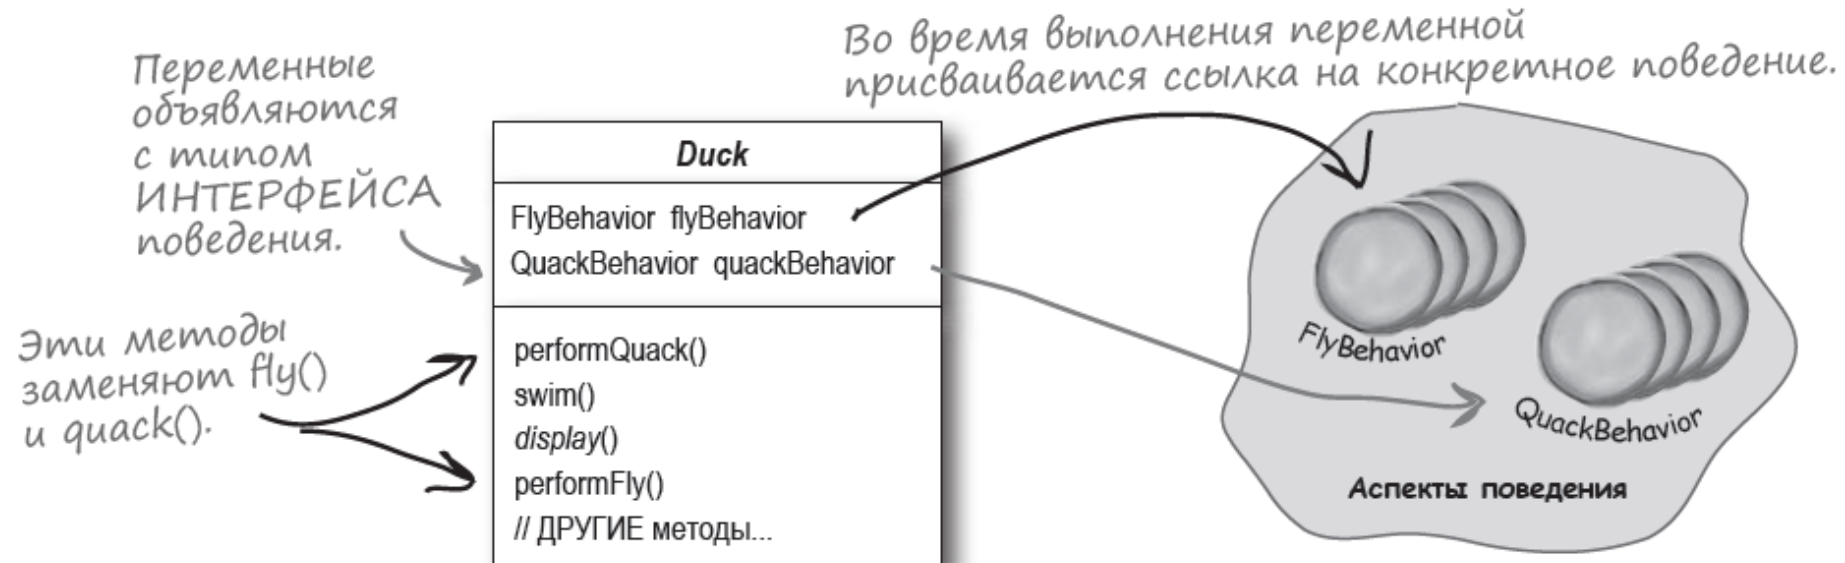 Переменные
объявляются
с типом
ИНТЕРФЕЙСА
поведения.
Во время выполнения переменной
присваивается ссылка на конкретное поведение.
Duck
FlyBehavior flyBehavior
QuackBehavior quackBehavior
Эти методы
заменяют fly()
и quack().
performQuack()
swim()
display()
performFly()
// ДРУГИЕ методы...
FlyBehavior
QuackBehavior
Аспекты поведения